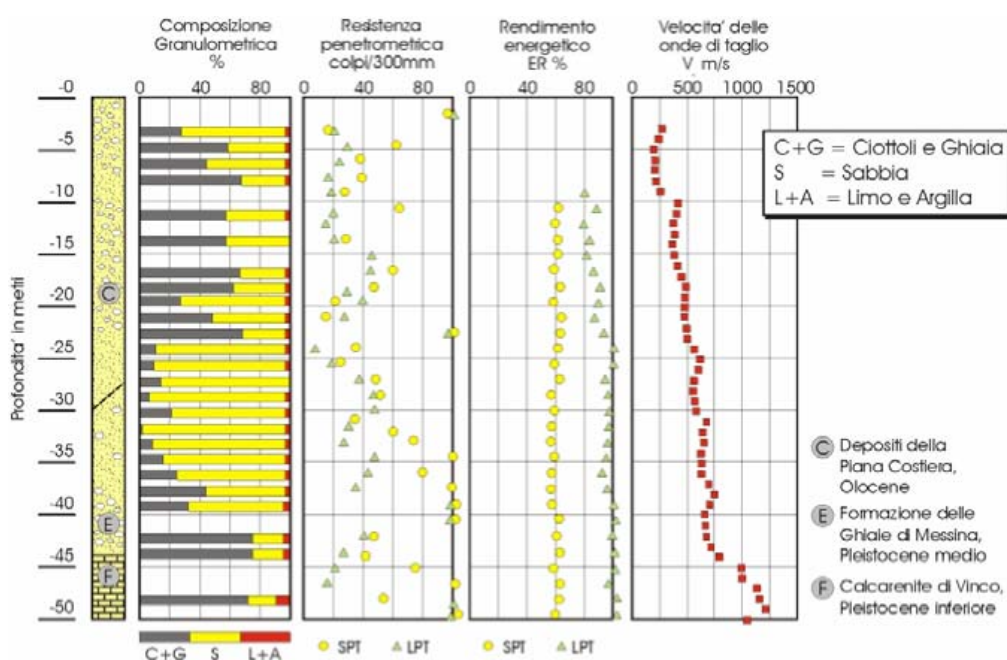 Composizione
Granulometrica
%
Resistenza
penetrometrica
colpi/300mm
Rendimento
energetico
ER %
Velocita' delle
onde di taglio
V m/s
0 40 80
0 40 80
0 40 80
0 500 1000 1500
Profondita' in metri
-0
-5
-10
-15
-20
-25
-30
-35
-40
-45
-50
C
E
F
C+G = Ciottoli e Ghiaia
S = Sabbia
L+A = Limo e Argilla
C Depositi della
Piana Costiera,
Olocene
E Formazione delle
Ghiaie di Messina,
Pleistocene medio
F Calcarenite di Vinco,
Pleistocene inferiore
C+G S L+A
SPT LPT
SPT LPT